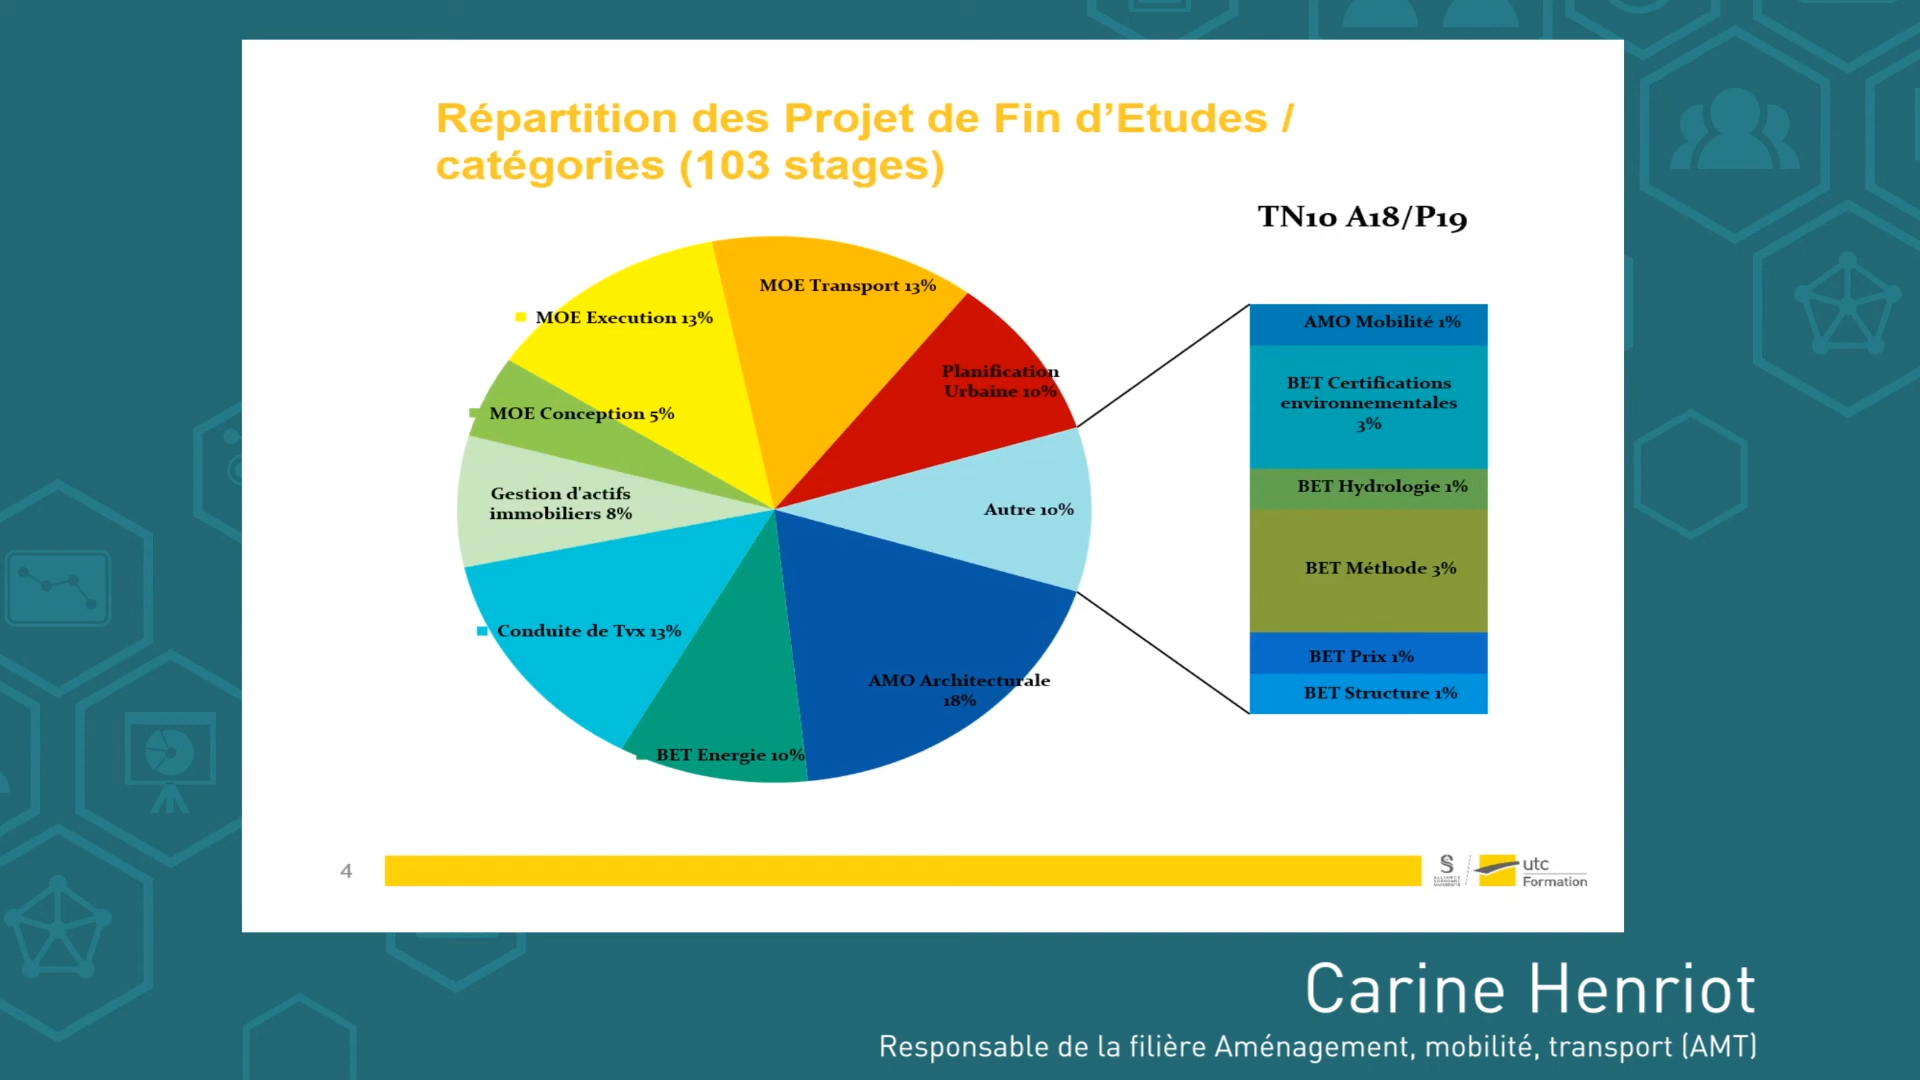 Répartition des Projet de Fin d’Etudes /
catégories (103 stages)
TN10 A18/P19
MOE Transport 13%
MOE Execution 13%
Planification
Urbaine 10%
MOE Conception 5%
Gestion d'actifs
immobiliers 8%
Autre 10%
Conduite de Tvx 13%
AMO Architecturale
18%
BET Energie 10%
AMO Mobilité 1%
BET Certifications
environnementales
3%
BET Hydrologie 1%
BET Méthode 3%
BET Prix 1%
BET Structure 1%
4
utc
Formation
Carine Henriot
Responsable de la filière Aménagement, mobilité, transport (AMT)